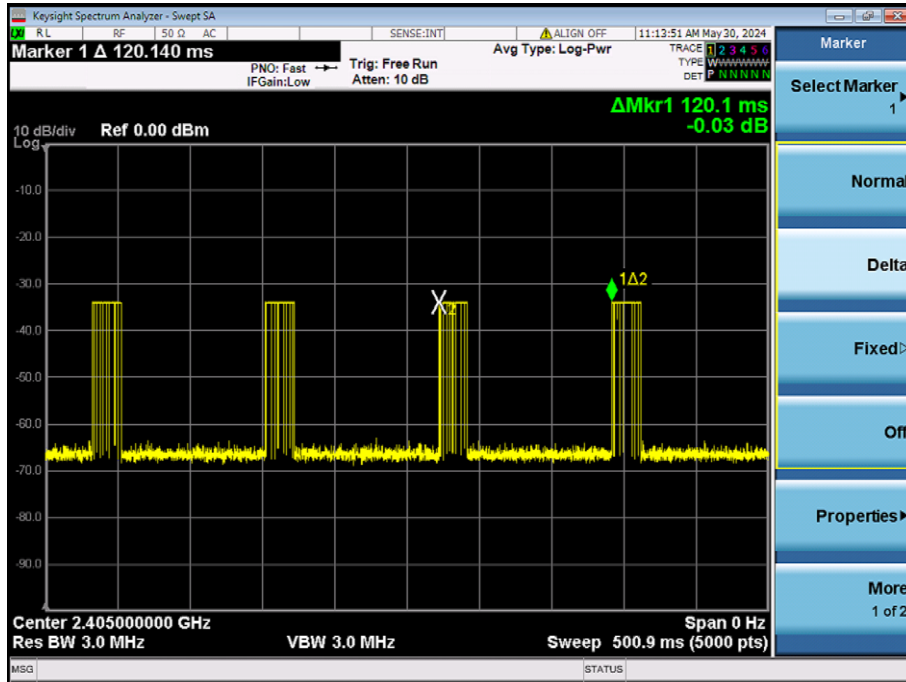 Keysight Spectrum Analyzer - Swept SA
LXI RL RF 50 Ω AC SENSE:INT ALIGN OFF 11:13:51 AM May 30, 2024
Marker 1 Δ 120.140 ms
PNO: Fast
IFGain:Low
Trig: Free Run
Atten: 10 dB
Avg Type: Log-Pwr
TRACE 1 2 3 4 5 6
TYPE WWWWWW
DET P N N N N N
ΔMkr1 120.1 ms
-0.03 dB
10 dB/div Ref 0.00 dBm
Log
-10.0
-20.0
-30.0
-40.0
-50.0
-60.0
-70.0
-80.0
-90.0
X2
1Δ2
Center 2.405000000 GHz
Span 0 Hz
Res BW 3.0 MHz
VBW 3.0 MHz
Sweep 500.9 ms (5000 pts)
MSG
STATUS
Marker
Select Marker
1
Normal
Delta
Fixed
Off
Properties
More
1 of 2